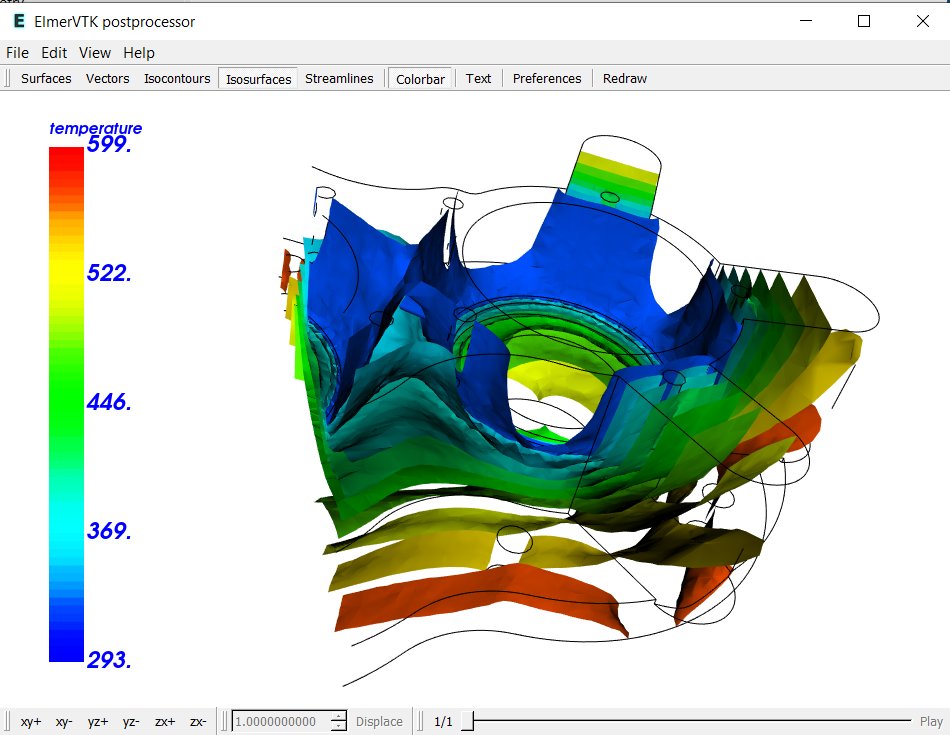 E ElmerVTK postprocessor
File Edit View Help
Surfaces Vectors Isocontours Isosurfaces Streamlines Colorbar Text Preferences Redraw
temperature
599.
522.
446.
369.
293.
xy+ xy- yz+ yz- zx+ zx- 1.0000000000 Displace 1/1 Play